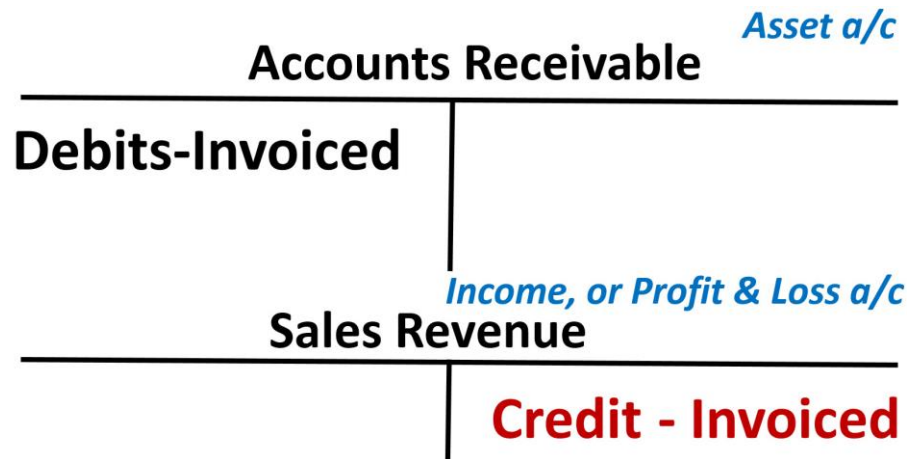 Asset a/c
Accounts Receivable
Debits-Invoiced
Income, or Profit & Loss a/c
Sales Revenue
Credit - Invoiced